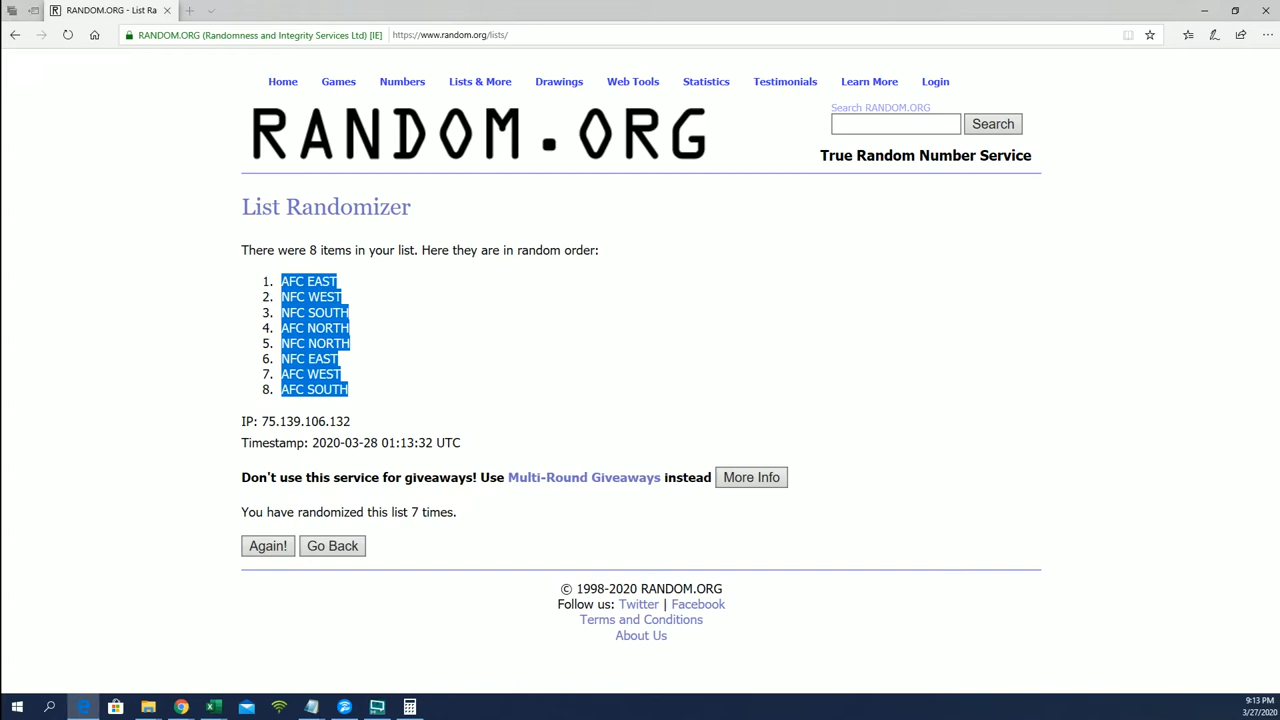 RANDOM.ORG - List Ra
RANDOM.ORG (Randomness and Integrity Services Ltd) [IE]
https://www.random.org/lists/
Home Games Numbers Lists & More Drawings Web Tools Statistics Testimonials Learn More Login
RANDOM.ORG
Search RANDOM.ORG
Search
True Random Number Service
List Randomizer
There were 8 items in your list. Here they are in random order:
1. AFC EAST
2. NFC WEST
3. NFC SOUTH
4. AFC NORTH
5. NFC NORTH
6. NFC EAST
7. AFC WEST
8. AFC SOUTH
IP: 75.139.106.132
Timestamp: 2020-03-28 01:13:32 UTC
Don't use this service for giveaways! Use Multi-Round Giveaways instead More Info
You have randomized this list 7 times.
Again! Go Back
© 1998-2020 RANDOM.ORG
Follow us: Twitter | Facebook
Terms and Conditions
About Us
9:13 PM
3/27/2020